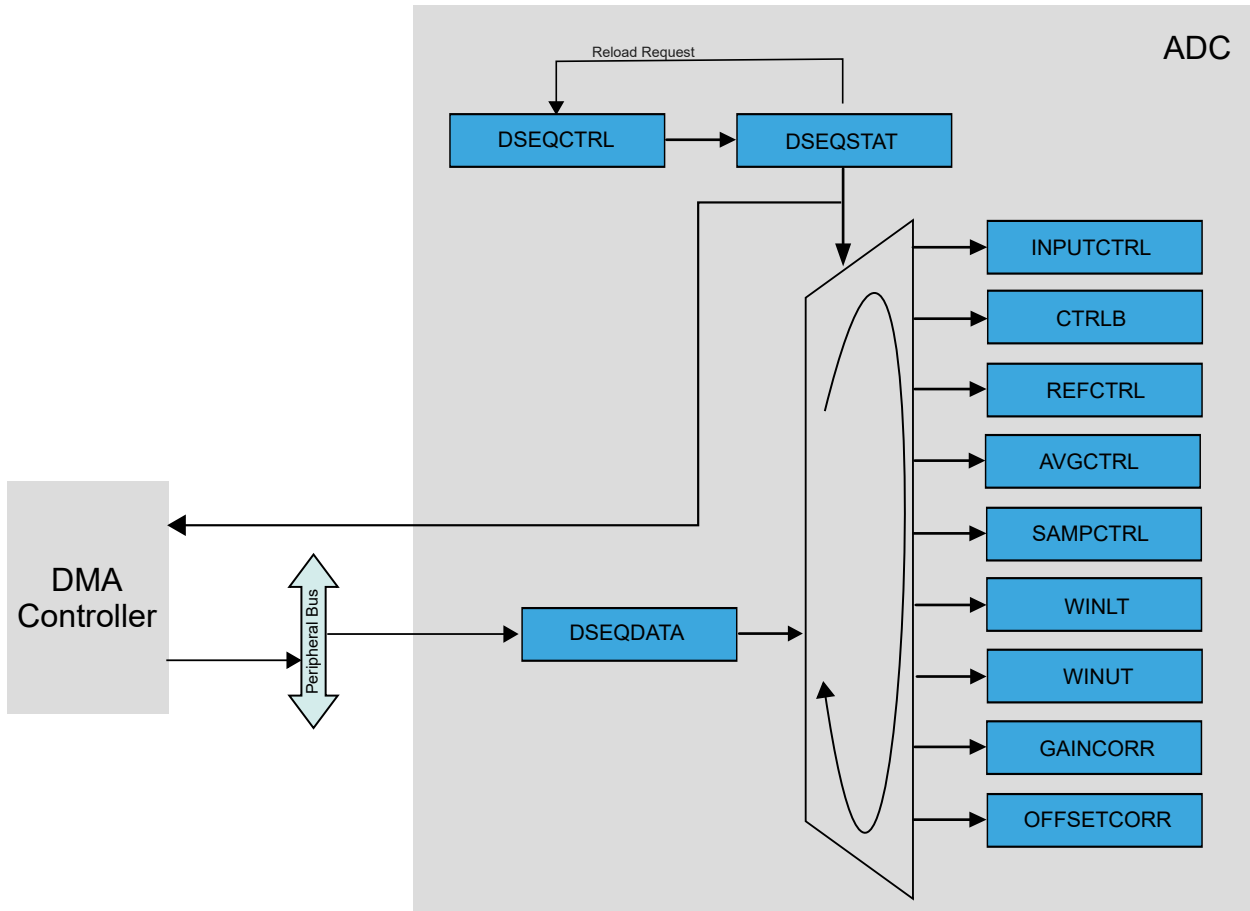 ADC
Reload Request
DSEQCTRL
DSEQSTAT
INPUTCTRL
CTRLB
REFCTRL
AVGCTRL
SAMPCTRL
WINLT
WINUT
GAINCORR
OFFSETCORR
DMA
Controller
Peripheral Bus
DSEQDATA